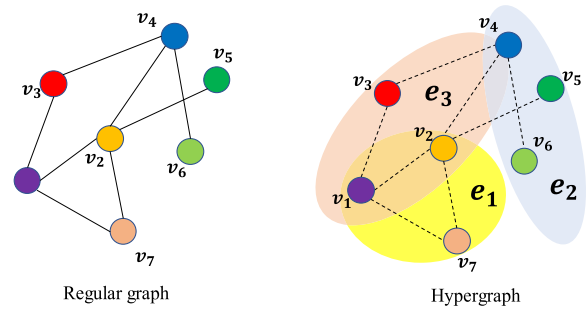 v4
v5
v3
v2
v6
v7
Regular graph
v4
v3
e3
v5
v2
v6
v1
e1
e2
v7
Hypergraph